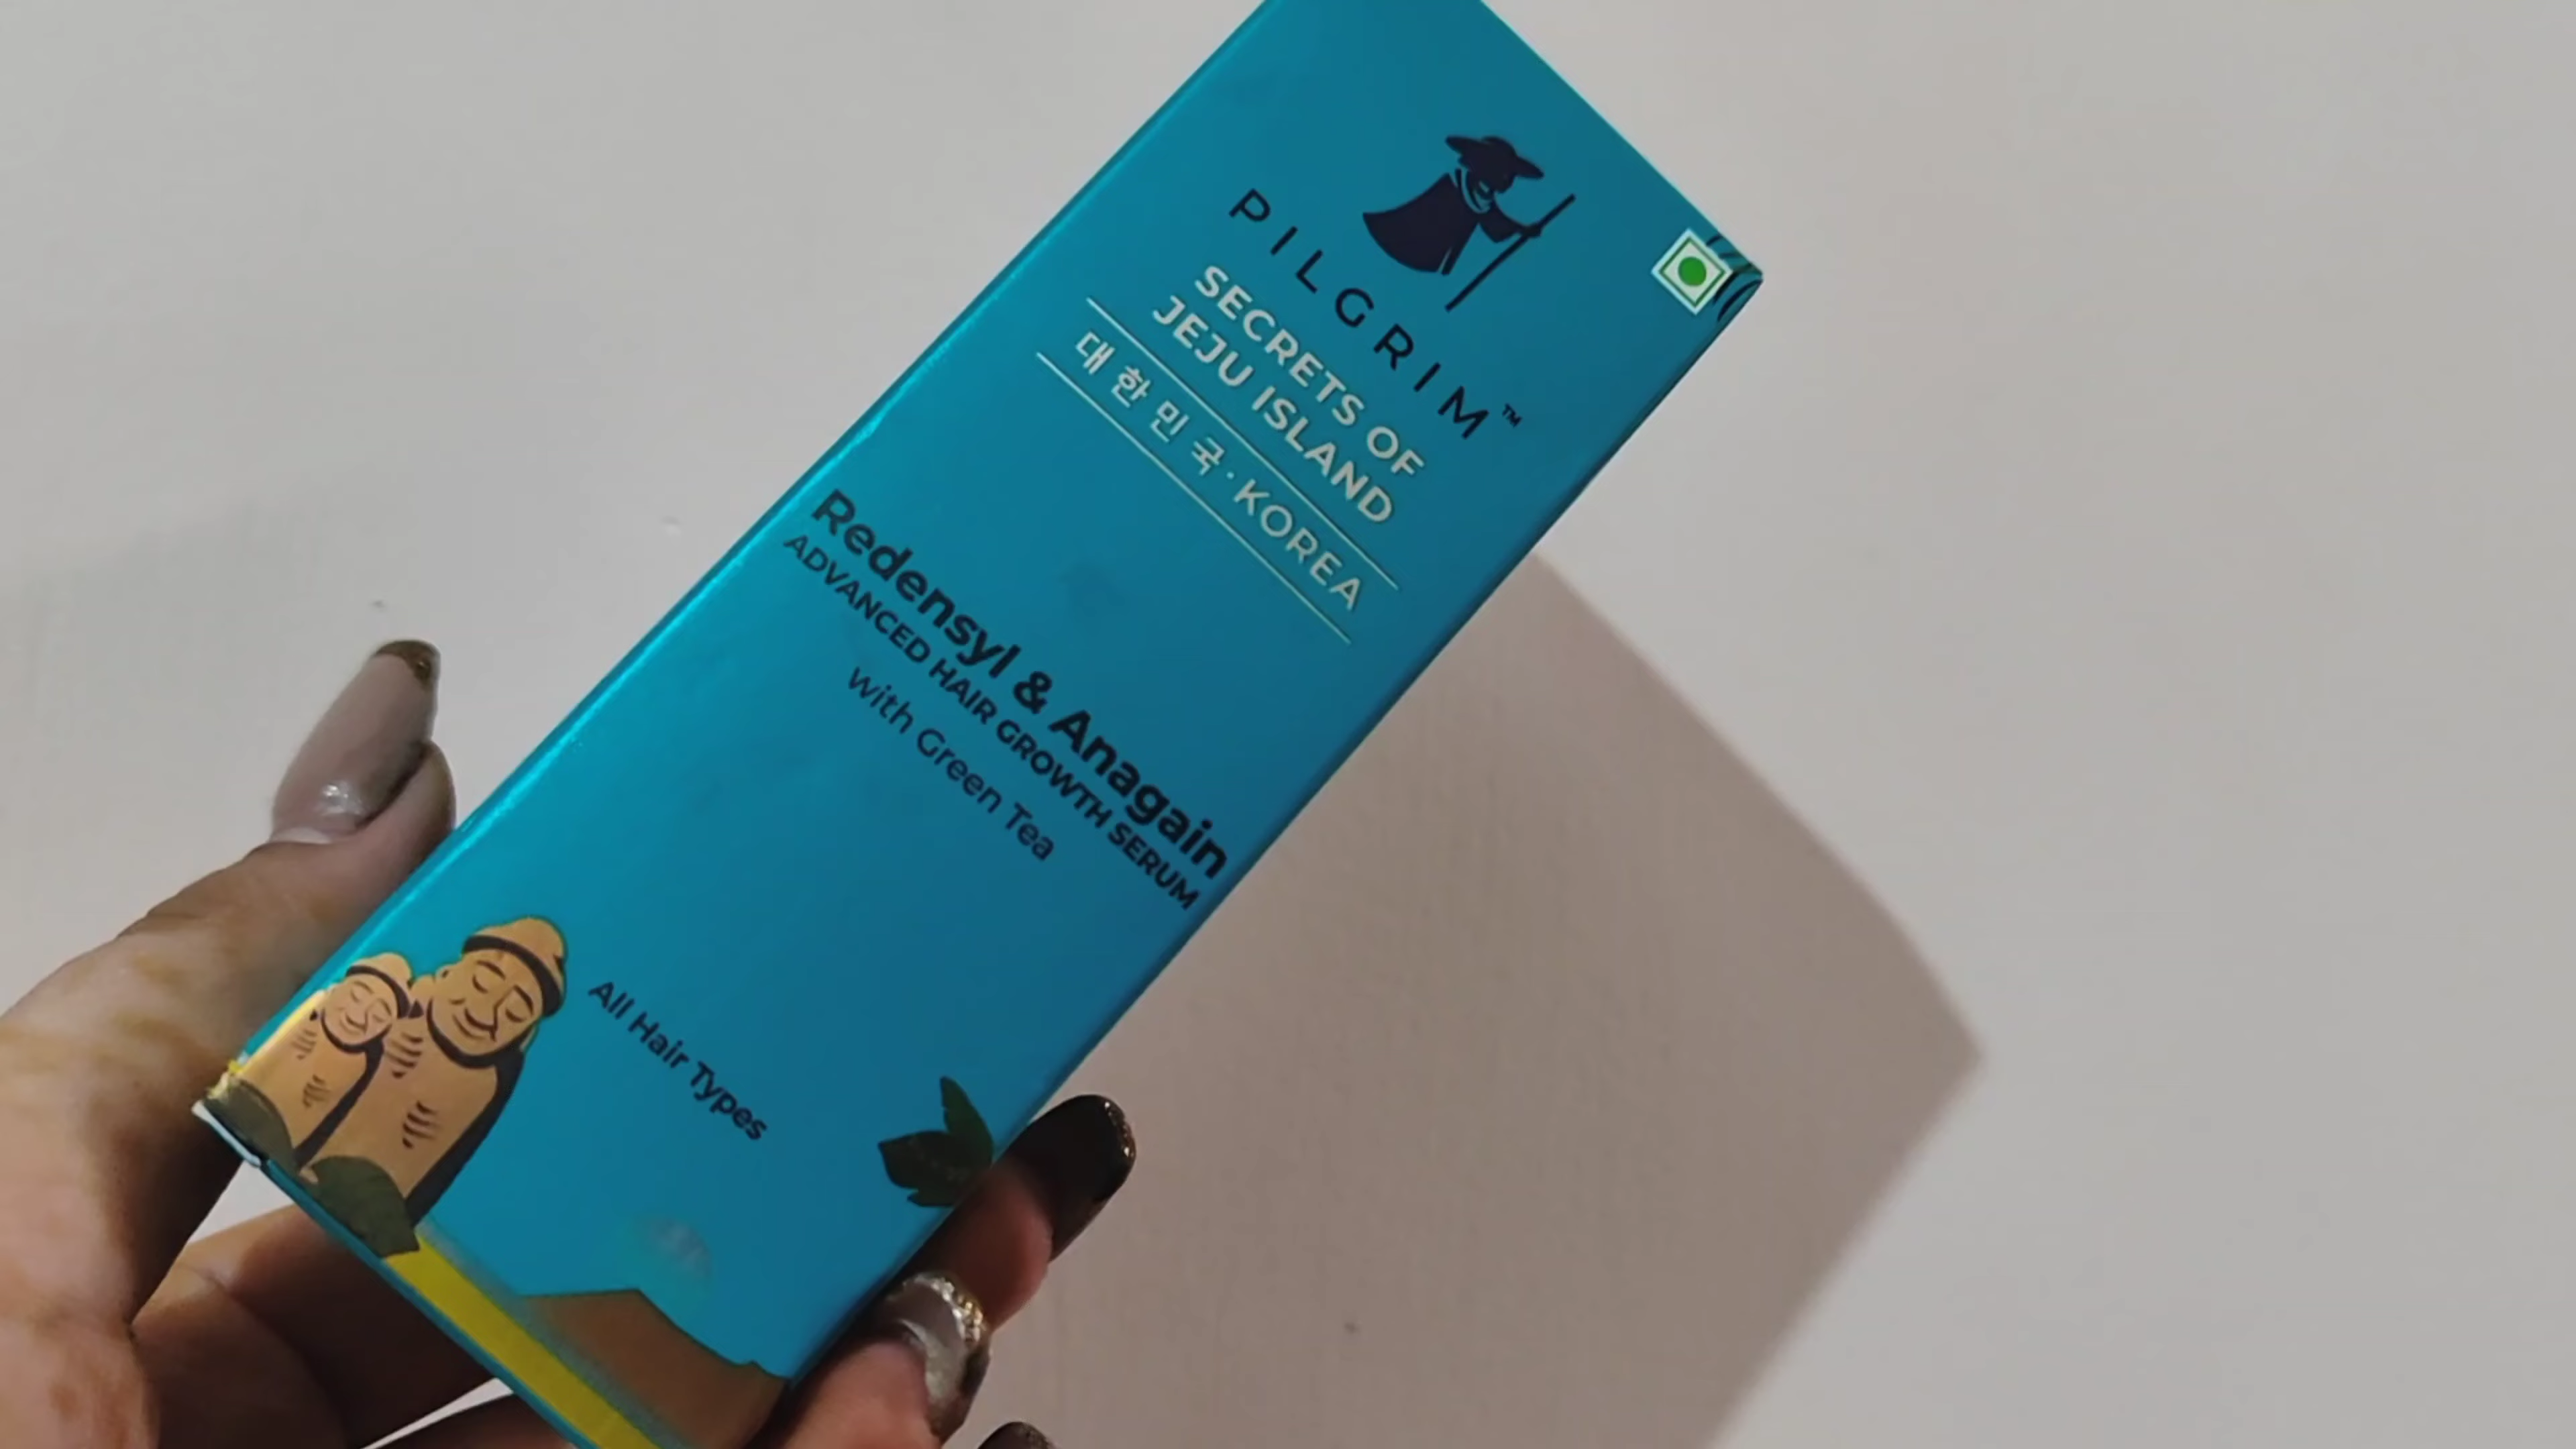 PILGRIM™
SECRETS OF
JEJU ISLAND
대한민국·KOREA
Redensyl & Anagain
ADVANCED HAIR GROWTH SERUM
with Green Tea
All Hair Types